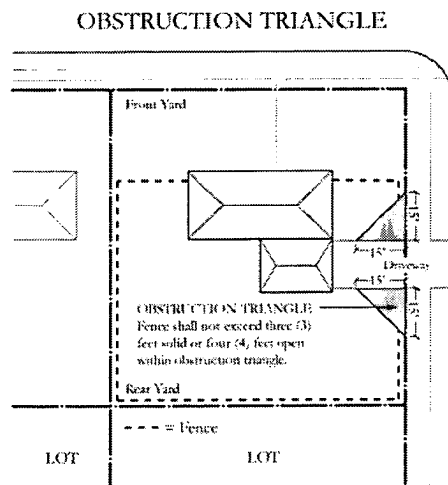 OBSTRUCTION TRIANGLE
Front Yard
15'
15'
Driveway
15'
15'
OBSTRUCTION TRIANGLE
Fence shall not exceed three (3)
feet solid or four (4) feet open
within obstruction triangle.
Rear Yard
= Fence
LOT
LOT